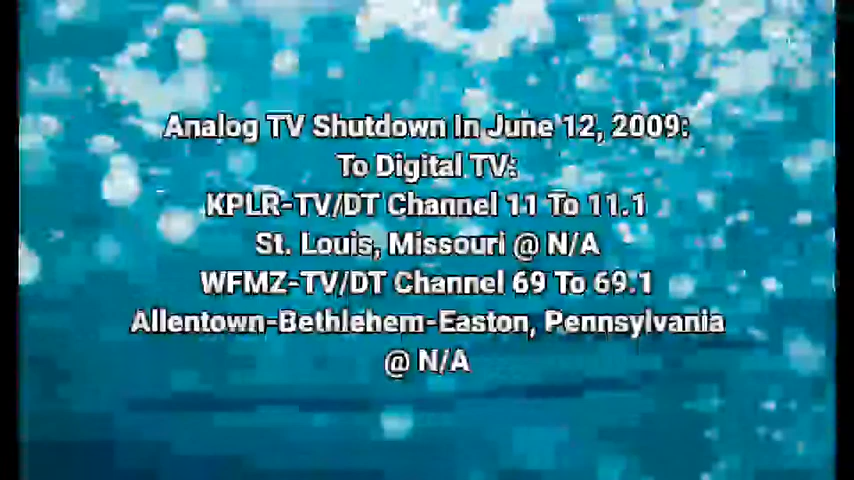 Analog TV Shutdown In June 12, 2009:
To Digital TV:
KPLR-TV/DT Channel 11 To 11.1
St. Louis, Missouri @ N/A
WFMZ-TV/DT Channel 69 To 69.1
Allentown-Bethlehem-Easton, Pennsylvania
@ N/A